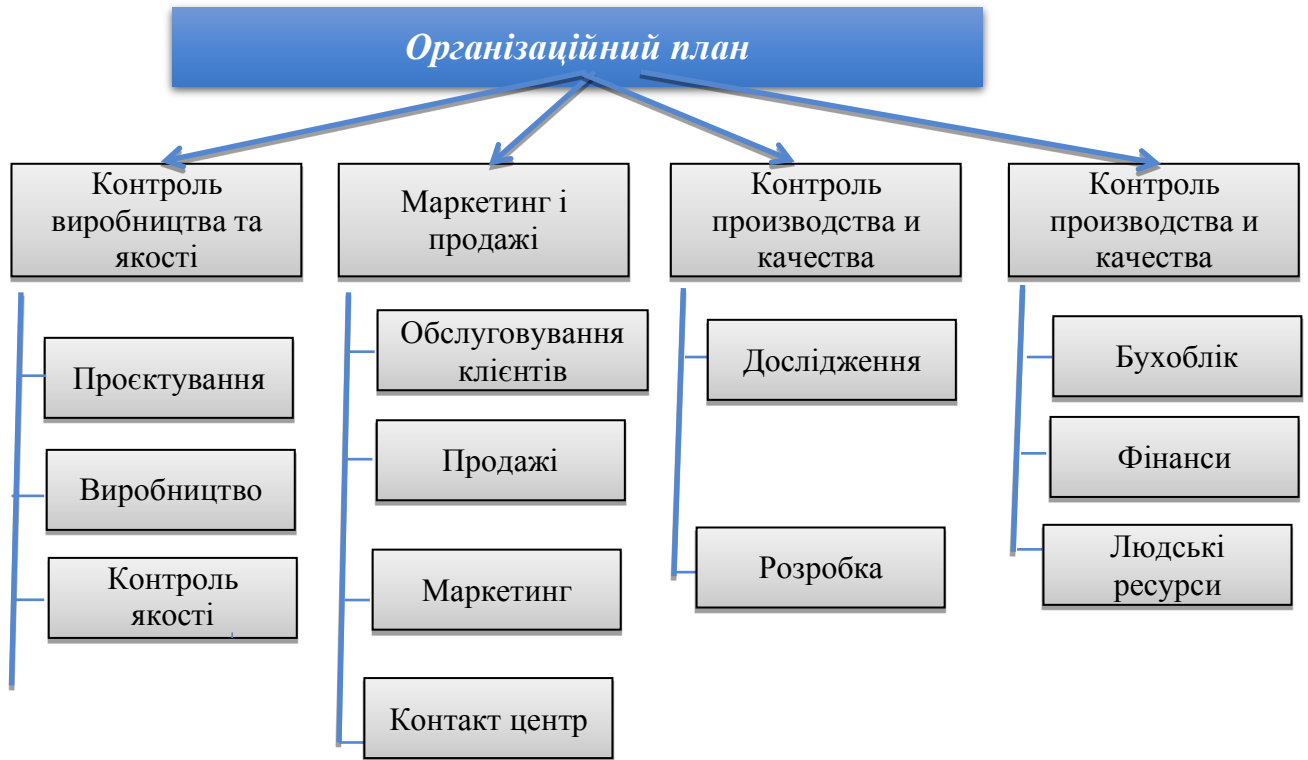 Організаційний план
Контроль
виробництва та
якості
Маркетинг і
продажі
Контроль
производства и
качества
Контроль
производства и
качества
Проєктування
Виробництво
Контроль
якості
Обслуговування
клієнтів
Продажі
Маркетинг
Контакт центр
Дослідження
Розробка
Бухоблік
Фінанси
Людські
ресурси